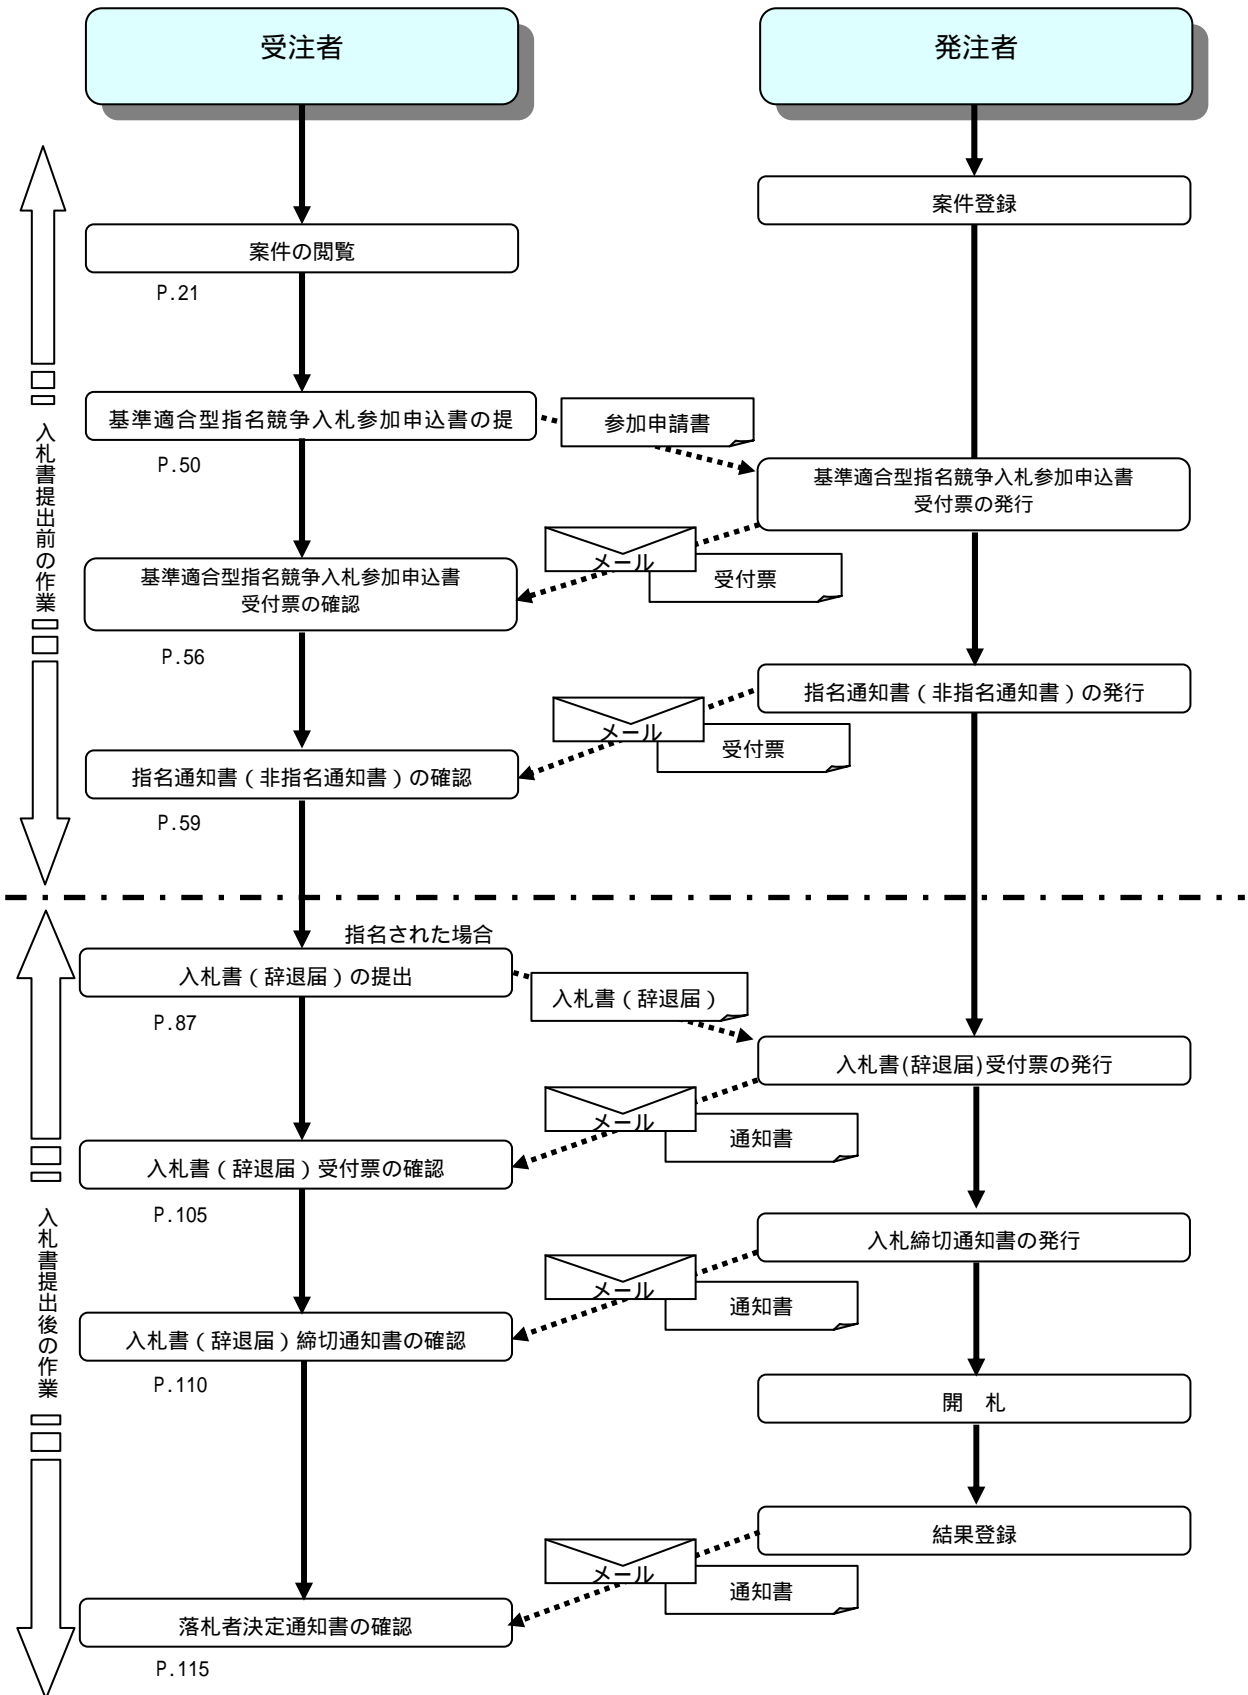 受注者
発注者
案件登録
案件の閲覧
P.21
基準適合型指名競争入札参加申込書の提
参加申請書
P.50
基準適合型指名競争入札参加申込書
受付票の発行
メール
受付票
基準適合型指名競争入札参加申込書
受付票の確認
P.56
指名通知書（非指名通知書）の発行
メール
受付票
指名通知書（非指名通知書）の確認
P.59
入札書提出前の作業
指名された場合
入札書（辞退届）の提出
入札書（辞退届）
P.87
入札書(辞退届)受付票の発行
メール
通知書
入札書（辞退届）受付票の確認
P.105
入札締切通知書の発行
メール
通知書
入札書（辞退届）締切通知書の確認
P.110
開　札
結果登録
メール
通知書
落札者決定通知書の確認
P.115
入札書提出後の作業